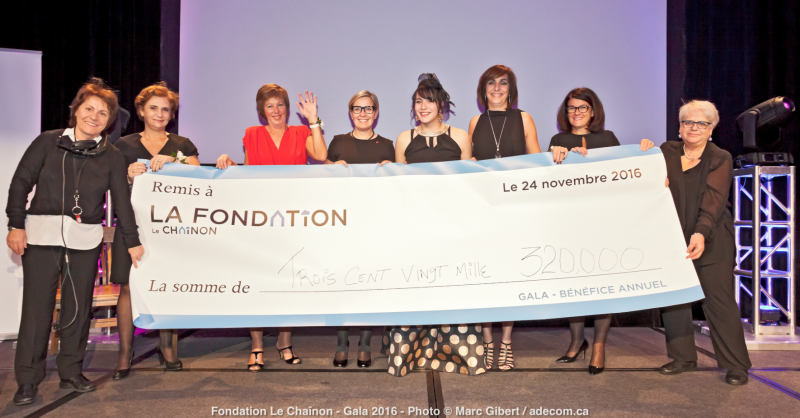 Remis à
Le 24 novembre 2016
LA FONDATION
Le CHAÎNON
La somme de TROIS CENT VINGT MILLE 320,000
GALA - BÉNÉFICE ANNUEL
Fondation Le Chaînon - Gala 2016 - Photo © Marc Gibert / adecom.ca